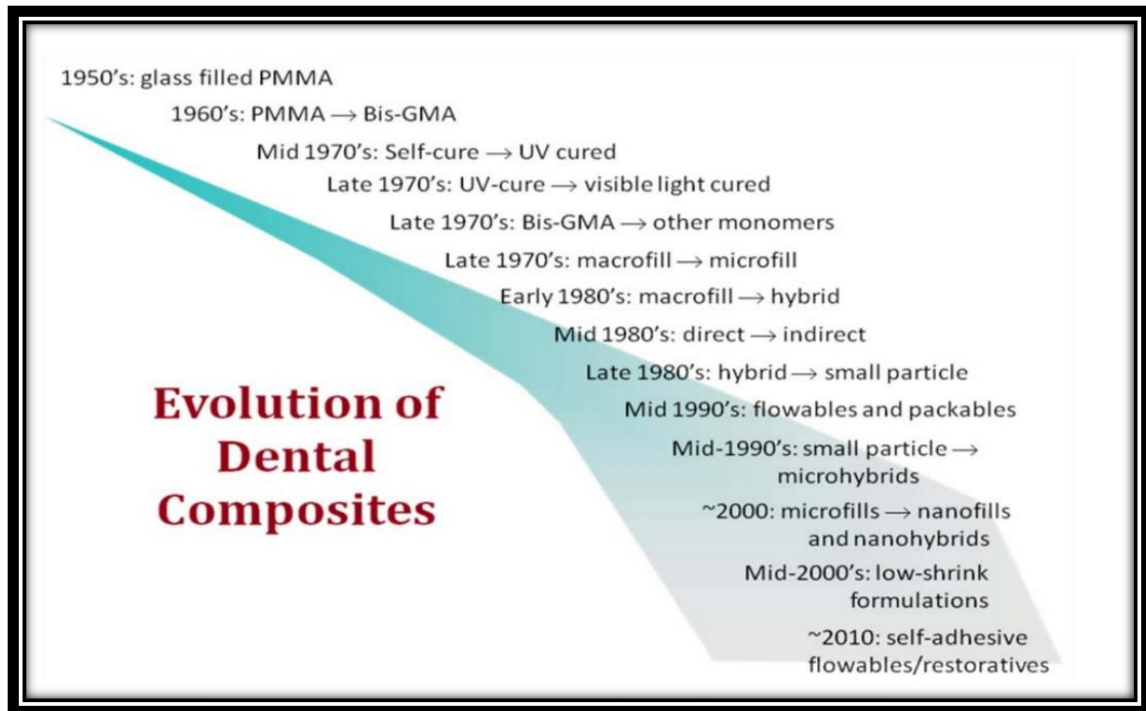 1950's: glass filled PMMA
1960's: PMMA → Bis-GMA
Mid 1970's: Self-cure → UV cured
Late 1970's: UV-cure → visible light cured
Late 1970's: Bis-GMA → other monomers
Late 1970's: macrofill → microfill
Early 1980's: macrofill → hybrid
Mid 1980's: direct → indirect
Late 1980's: hybrid → small particle
Mid 1990's: flowables and packables
Mid-1990's: small particle →
microhybrids
~2000: microfills → nanofills
and nanohybrids
Mid-2000's: low-shrink
formulations
~2010: self-adhesive
flowables/restoratives
Evolution of
Dental
Composites